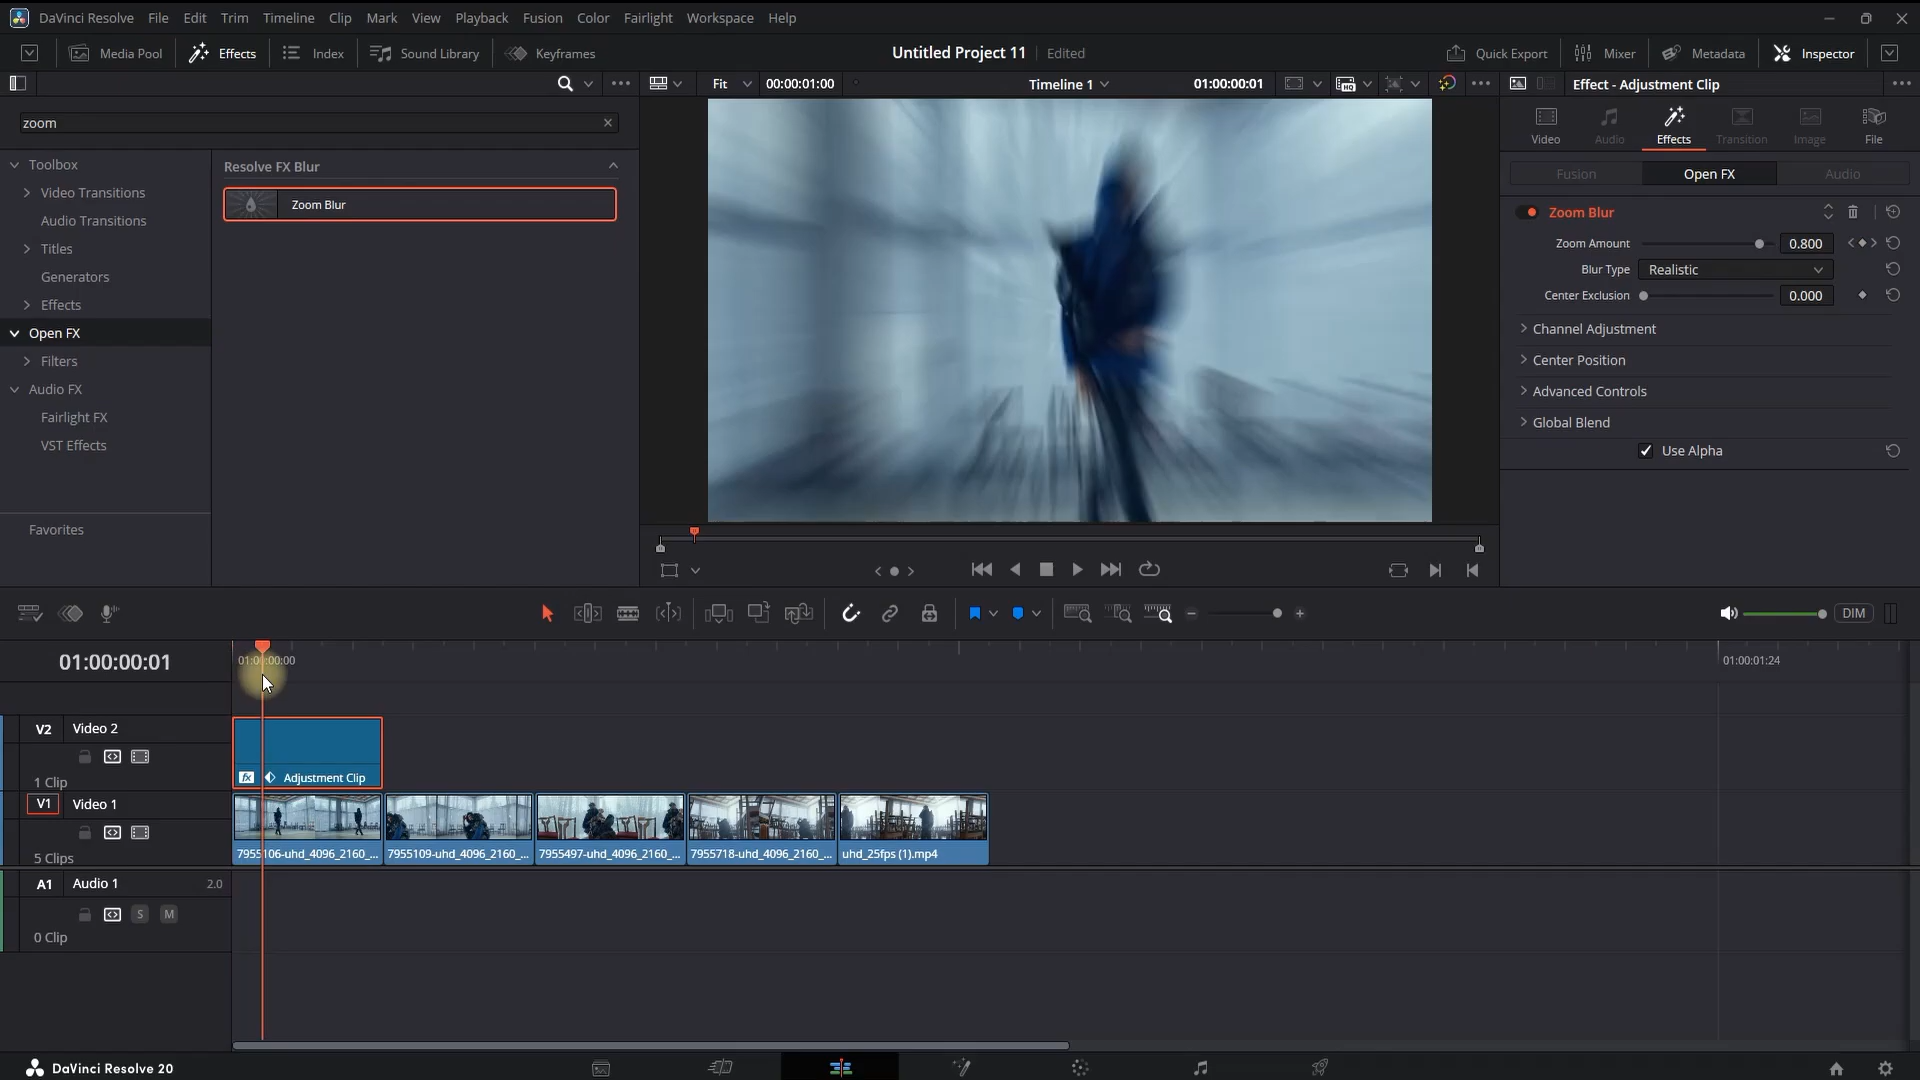 DaVinci Resolve File Edit Trim Timeline Clip Mark View Playback Fusion Color Fairlight Workspace Help
Media Pool Effects Index Sound Library Keyframes Untitled Project 11 Edited Quick Export Mixer Metadata Inspector
Fit 00:00:01:00 Timeline 1 01:00:00:01 Effect - Adjustment Clip
zoom
Video Audio Effects Transition Image File
Toolbox
Video Transitions
Audio Transitions
Titles
Generators
Effects
Open FX
Filters
Audio FX
Fairlight FX
VST Effects
Favorites
Resolve FX Blur
Zoom Blur
Fusion Open FX Audio
Zoom Blur
Zoom Amount 0.800
Blur Type Realistic
Center Exclusion 0.000
Channel Adjustment
Center Position
Advanced Controls
Global Blend
Use Alpha
DIM
01:00:00:01 01:00:00:00 01:00:01:24
V2 Video 2
1 Clip
fx Adjustment Clip
V1 Video 1
5 Clips
7955106-uhd_4096_2160_... 7955109-uhd_4096_2160_... 7955497-uhd_4096_2160_... 7955718-uhd_4096_2160_... uhd_25fps (1).mp4
A1 Audio 1 2.0
S M
0 Clip
DaVinci Resolve 20